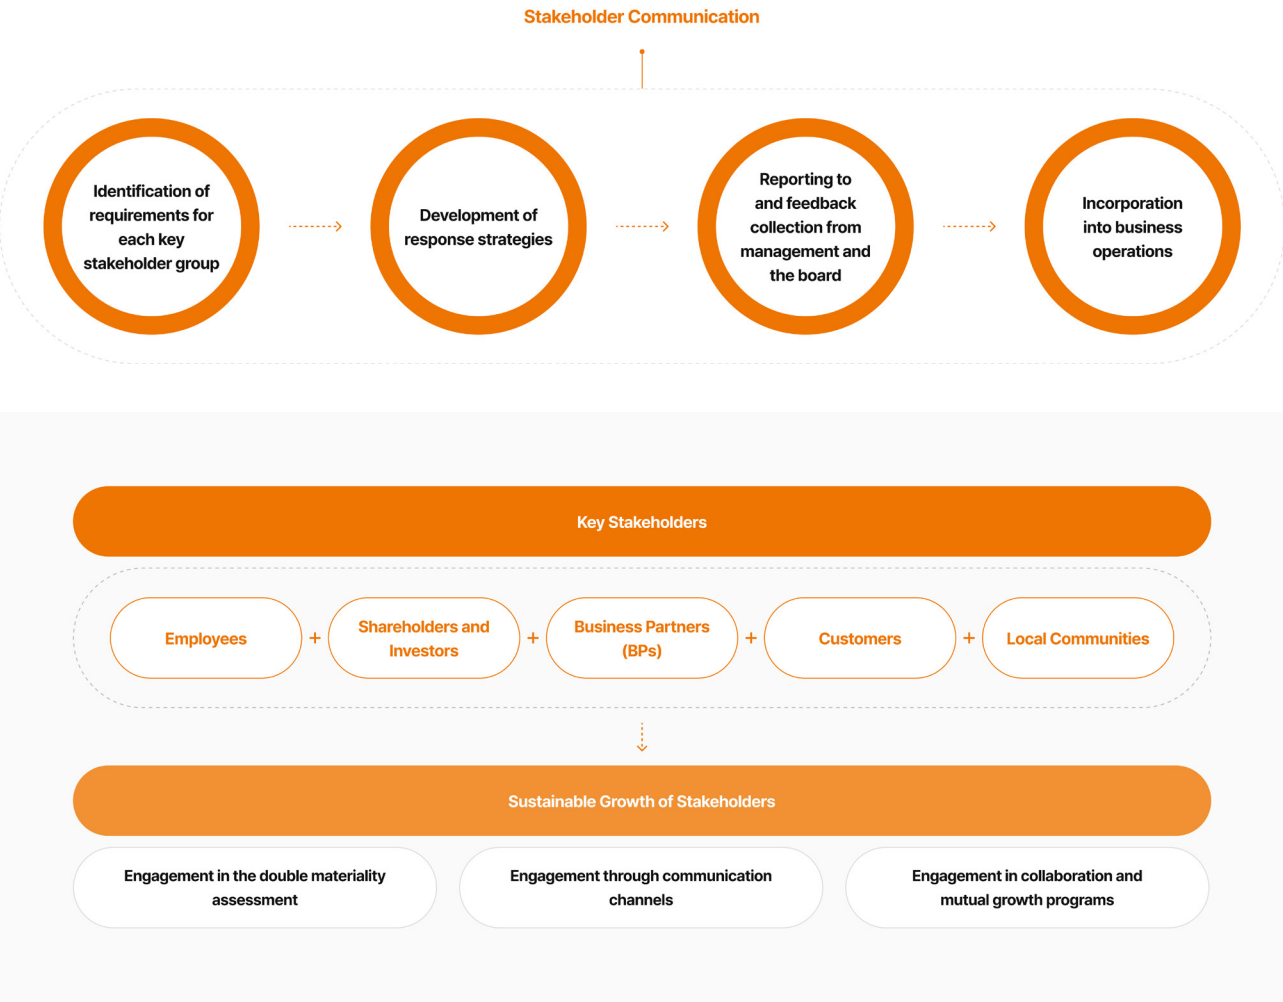 Stakeholder Communication
Identification of
requirements for
each key
stakeholder group
Development of
response strategies
Reporting to
and feedback
collection from
management and
the board
Incorporation
into business
operations
Key Stakeholders
Employees
+
Shareholders and
Investors
+
Business Partners
(BPs)
+
Customers
+
Local Communities
Sustainable Growth of Stakeholders
Engagement in the double materiality
assessment
Engagement through communication
channels
Engagement in collaboration and
mutual growth programs